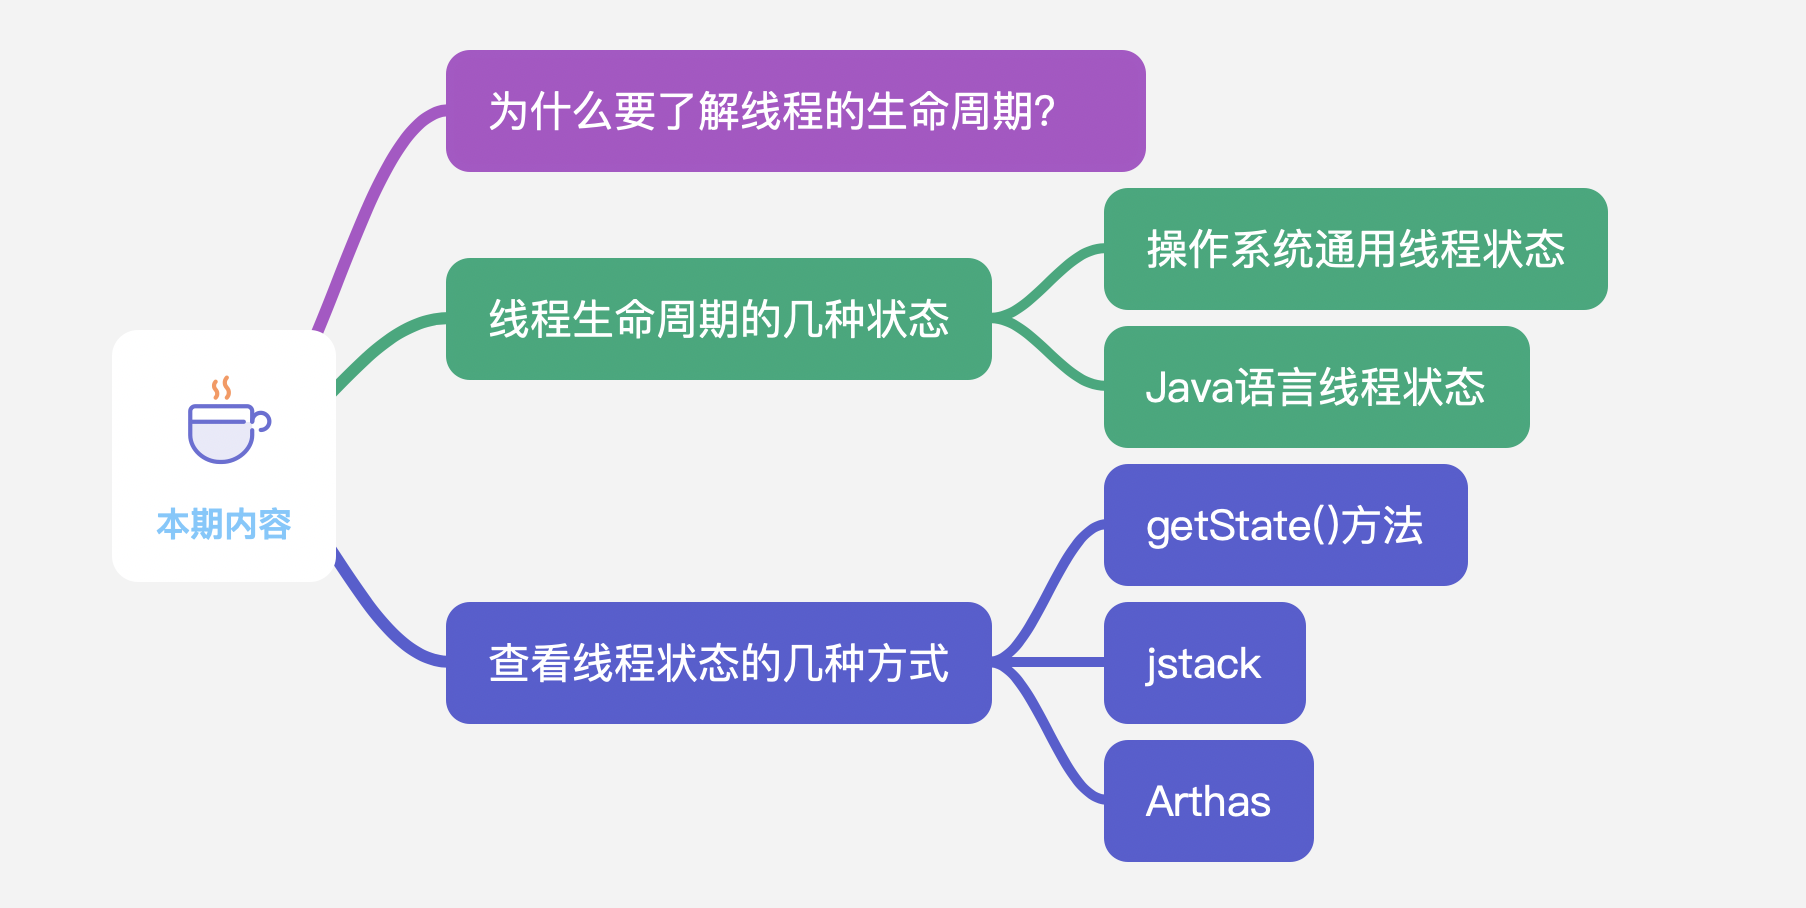 本期内容
为什么要了解线程的生命周期?
线程生命周期的几种状态
操作系统通用线程状态
Java语言线程状态
查看线程状态的几种方式
getState()方法
jstack
Arthas